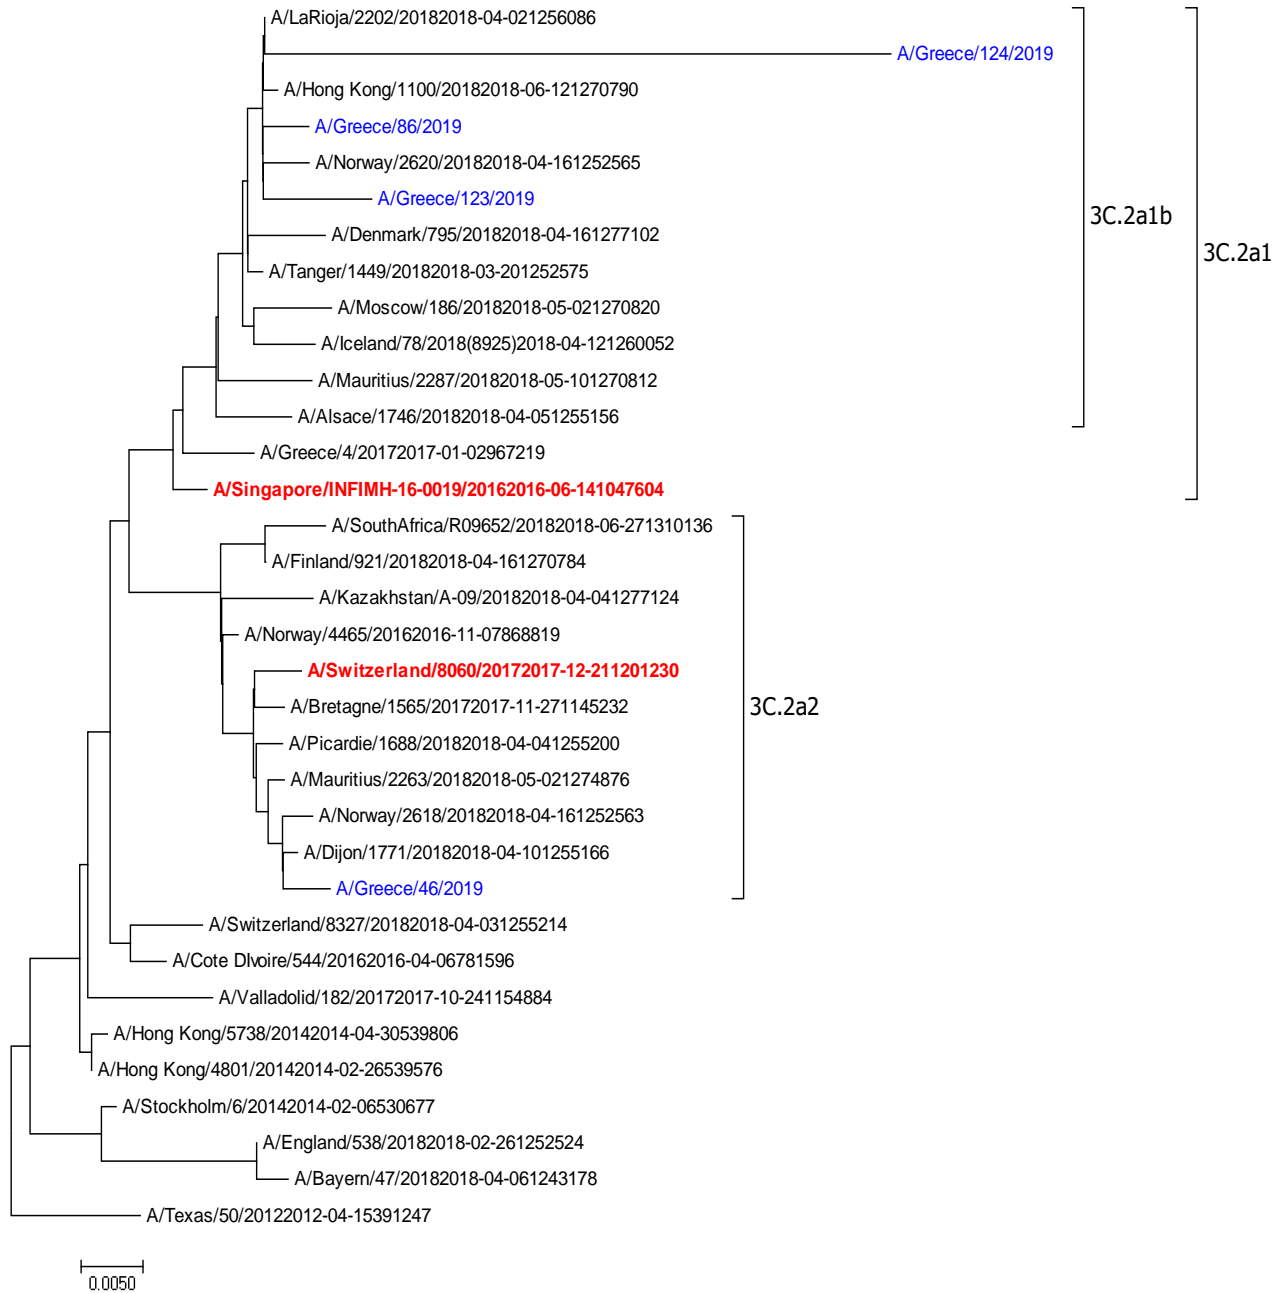 A/LaRioja/2202/20182018-04-021256086
A/Greece/124/2019
A/Hong Kong/1100/20182018-06-121270790
A/Greece/86/2019
A/Norway/2620/20182018-04-161252565
A/Greece/123/2019
A/Denmark/795/20182018-04-161277102
3C.2a1b
3C.2a1
A/Tanger/1449/20182018-03-201252575
A/Moscow/186/20182018-05-021270820
A/Iceland/78/2018(8925)2018-04-121260052
A/Mauritius/2287/20182018-05-101270812
A/Alsace/1746/20182018-04-051255156
A/Greece/4/20172017-01-02967219
A/Singapore/INFIMH-16-0019/20162016-06-141047604
A/SouthAfrica/R09652/20182018-06-271310136
A/Finland/921/20182018-04-161270784
A/Kazakhstan/A-09/20182018-04-041277124
A/Norway/4465/20162016-11-07868819
A/Switzerland/8060/20172017-12-211201230
A/Bretagne/1565/20172017-11-271145232
3C.2a2
A/Picardie/1688/20182018-04-041255200
A/Mauritius/2263/20182018-05-021274876
A/Norway/2618/20182018-04-161252563
A/Dijon/1771/20182018-04-101255166
A/Greece/46/2019
A/Switzerland/8327/20182018-04-031255214
A/Cote DIvoire/544/20162016-04-06781596
A/Valladolid/182/20172017-10-241154884
A/Hong Kong/5738/20142014-04-30539806
A/Hong Kong/4801/20142014-02-26539576
A/Stockholm/6/20142014-02-06530677
A/England/538/20182018-02-261252524
A/Bayern/47/20182018-04-061243178
A/Texas/50/20122012-04-15391247
0.0050